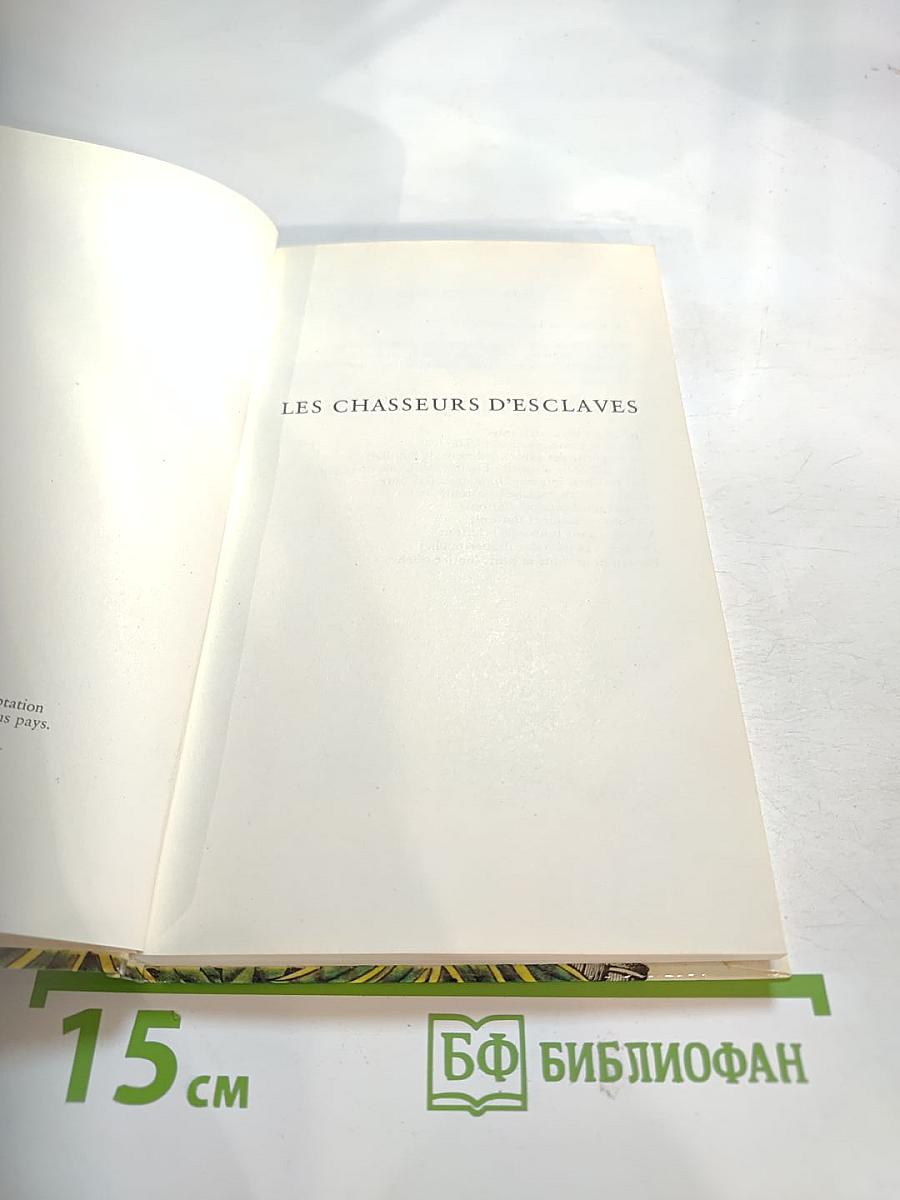 LES CHASSEURS D'ESCLAVES
ptation
us pays.
15 см
БФ БИБЛИОФАН